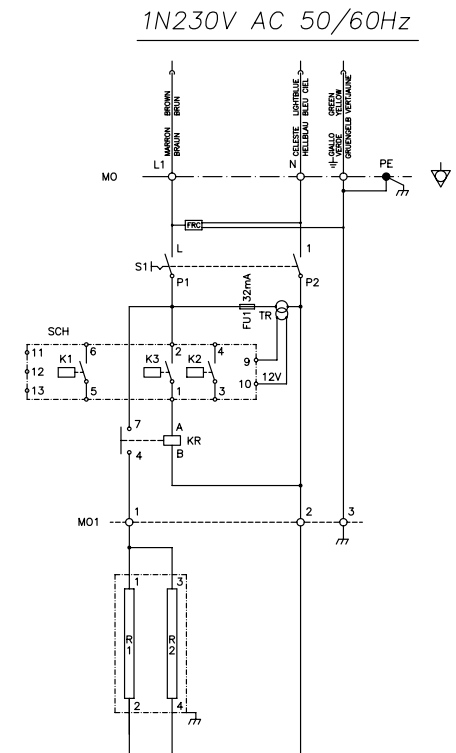 1N230V AC 50/60Hz
MARRON BROWN
BRAUN BRUN
CELESTE LIGHTBLUE
HELLBLAU BLEU CIEL
GIALLO GREEN
VERDE YELLOW
GRUENGELB VERTJAUNE
L1 N PE
MO
FRC
L 1
S1
P1 P2
FU1 32mA
TR
SCH
11 6 2 4
9
12 K1 K3 K2
12V
10
13 5 1 3
7 A
KR
4 B
1 2 3
MO1
1 3
R1 R2
2 4